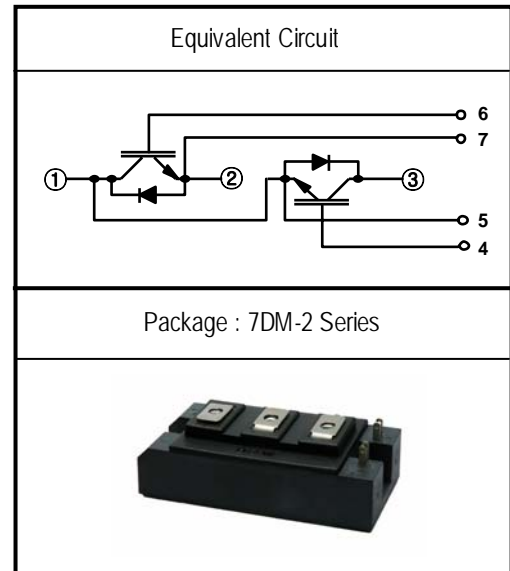 Equivalent Circuit
6
7
① ② ③
5
4
Package : 7DM-2 Series